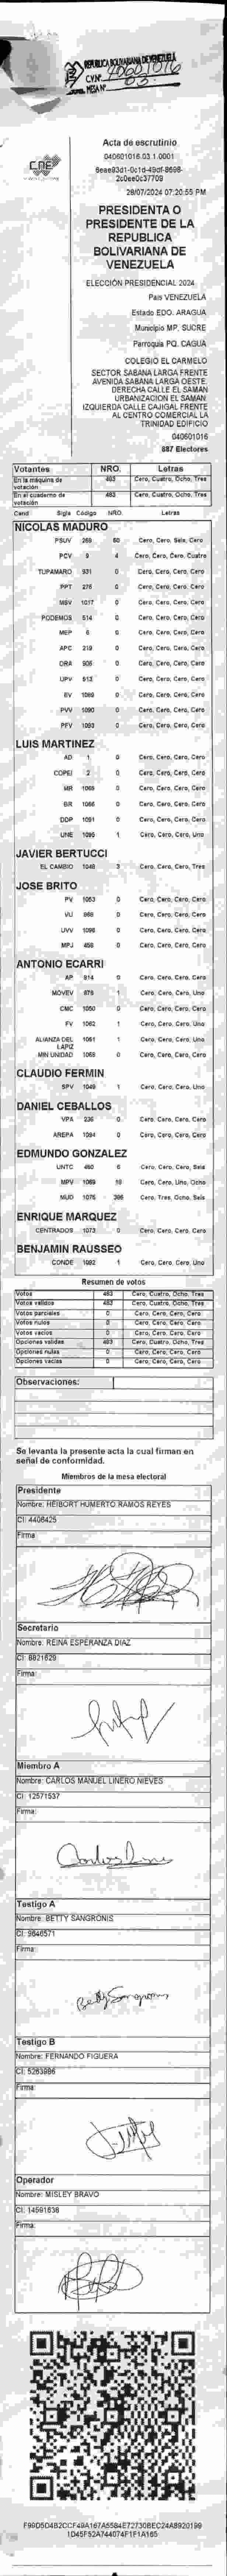 REPÚBLICA BOLIVARIANA DE VENEZUELA
C.V.Nº 040601016
MESA Nº 03
CNE
Acta de escrutinio
040601016.03.1.0001
28/07/2024 07:20:55 PM
PRESIDENTA O
PRESIDENTE DE LA
REPUBLICA
BOLIVARIANA DE
VENEZUELA
ELECCIÓN PRESIDENCIAL 2024
País VENEZUELA
Estado EDO. ARAGUA
Municipio MP. SUCRE
Parroquia PQ. CAGUA
COLEGIO EL CARMELO
SECTOR SABANA LARGA FRENTE
AVENIDA SABANA LARGA OESTE.
DERECHA CALLE EL SAMAN
URBANIZACION EL SAMAN.
IZQUIERDA CALLE CAJIGAL FRENTE
AL CENTRO COMERCIAL LA
TRINIDAD EDIFICIO
040601016
687 Electores
Votantes NRO. Letras
En la máquina de votación 483 Cero, Cuatro, Ocho, Tres
En el cuaderno de votación 483 Cero, Cuatro, Ocho, Tres
Cand Sigla Código NRO. Letras
NICOLAS MADURO
PSUV 269 60 Cero, Cero, Seis, Cero
PCV 9 4 Cero, Cero, Cero, Cuatro
TUPAMARO 931 0 Cero, Cero, Cero, Cero
PPT 276 0 Cero, Cero, Cero, Cero
MSV 1017 0 Cero, Cero, Cero, Cero
PODEMOS 514 0 Cero, Cero, Cero, Cero
MEP 6 0 Cero, Cero, Cero, Cero
APC 219 0 Cero, Cero, Cero, Cero
ORA 906 0 Cero, Cero, Cero, Cero
UPV 513 0 Cero, Cero, Cero, Cero
EV 1089 0 Cero, Cero, Cero, Cero
PVV 1090 0 Cero, Cero, Cero, Cero
PFV 1093 0 Cero, Cero, Cero, Cero
LUIS MARTINEZ
AD 1 0 Cero, Cero, Cero, Cero
COPEI 2 0 Cero, Cero, Cero, Cero
MR 1065 0 Cero, Cero, Cero, Cero
BR 1066 0 Cero, Cero, Cero, Cero
DDP 1091 0 Cero, Cero, Cero, Cero
UNE 1095 1 Cero, Cero, Cero, Uno
JAVIER BERTUCCI
EL CAMBIO 1048 3 Cero, Cero, Cero, Tres
JOSE BRITO
PV 1053 0 Cero, Cero, Cero, Cero
VU 868 0 Cero, Cero, Cero, Cero
UVV 1096 0 Cero, Cero, Cero, Cero
MPJ 458 0 Cero, Cero, Cero, Cero
ANTONIO ECARRI
AP 814 0 Cero, Cero, Cero, Cero
MOVEV 879 1 Cero, Cero, Cero, Uno
CMC 1050 0 Cero, Cero, Cero, Cero
FV 1062 1 Cero, Cero, Cero, Uno
ALIANZA DEL LAPIZ 1061 1 Cero, Cero, Cero, Uno
MIN UNIDAD 1068 0 Cero, Cero, Cero, Cero
CLAUDIO FERMIN
SPV 1049 1 Cero, Cero, Cero, Uno
DANIEL CEBALLOS
VPA 236 0 Cero, Cero, Cero, Cero
AREPA 1094 0 Cero, Cero, Cero, Cero
EDMUNDO GONZALEZ
UNTC 460 6 Cero, Cero, Cero, Seis
MPV 1069 18 Cero, Cero, Uno, Ocho
MUD 1075 386 Cero, Tres, Ocho, Seis
ENRIQUE MARQUEZ
CENTRADOS 1073 0 Cero, Cero, Cero, Cero
BENJAMIN RAUSSEO
CONDE 1092 1 Cero, Cero, Cero, Uno
Resumen de votos
Votos 483 Cero, Cuatro, Ocho, Tres
Votos válidos 483 Cero, Cuatro, Ocho, Tres
Votos parciales 0 Cero, Cero, Cero, Cero
Votos nulos 0 Cero, Cero, Cero, Cero
Votos vacíos 0 Cero, Cero, Cero, Cero
Opciones válidas 483 Cero, Cuatro, Ocho, Tres
Opciones nulas 0 Cero, Cero, Cero, Cero
Opciones vacías 0 Cero, Cero, Cero, Cero
Observaciones:
Se levanta la presente acta la cual firman en
señal de conformidad.
Miembros de la mesa electoral
Presidente
Nombre: HEIBORT HUMERTO RAMOS REYES
CI: 4406425
Firma:
Secretario
Nombre: REINA ESPERANZA DIAZ
CI: 8821629
Firma:
Miembro A
Nombre: CARLOS MANUEL LINERO NIEVES
CI: 12571537
Firma:
Carlos Linero
Testigo A
Nombre: BETTY SANGRONIS
CI: 9646571
Firma:
Betty Sangronis
Testigo B
Nombre: FERNANDO FIGUERA
CI: 5263986
Firma:
Operador
Nombre: MISLEY BRAVO
CI: 14591636
Firma: